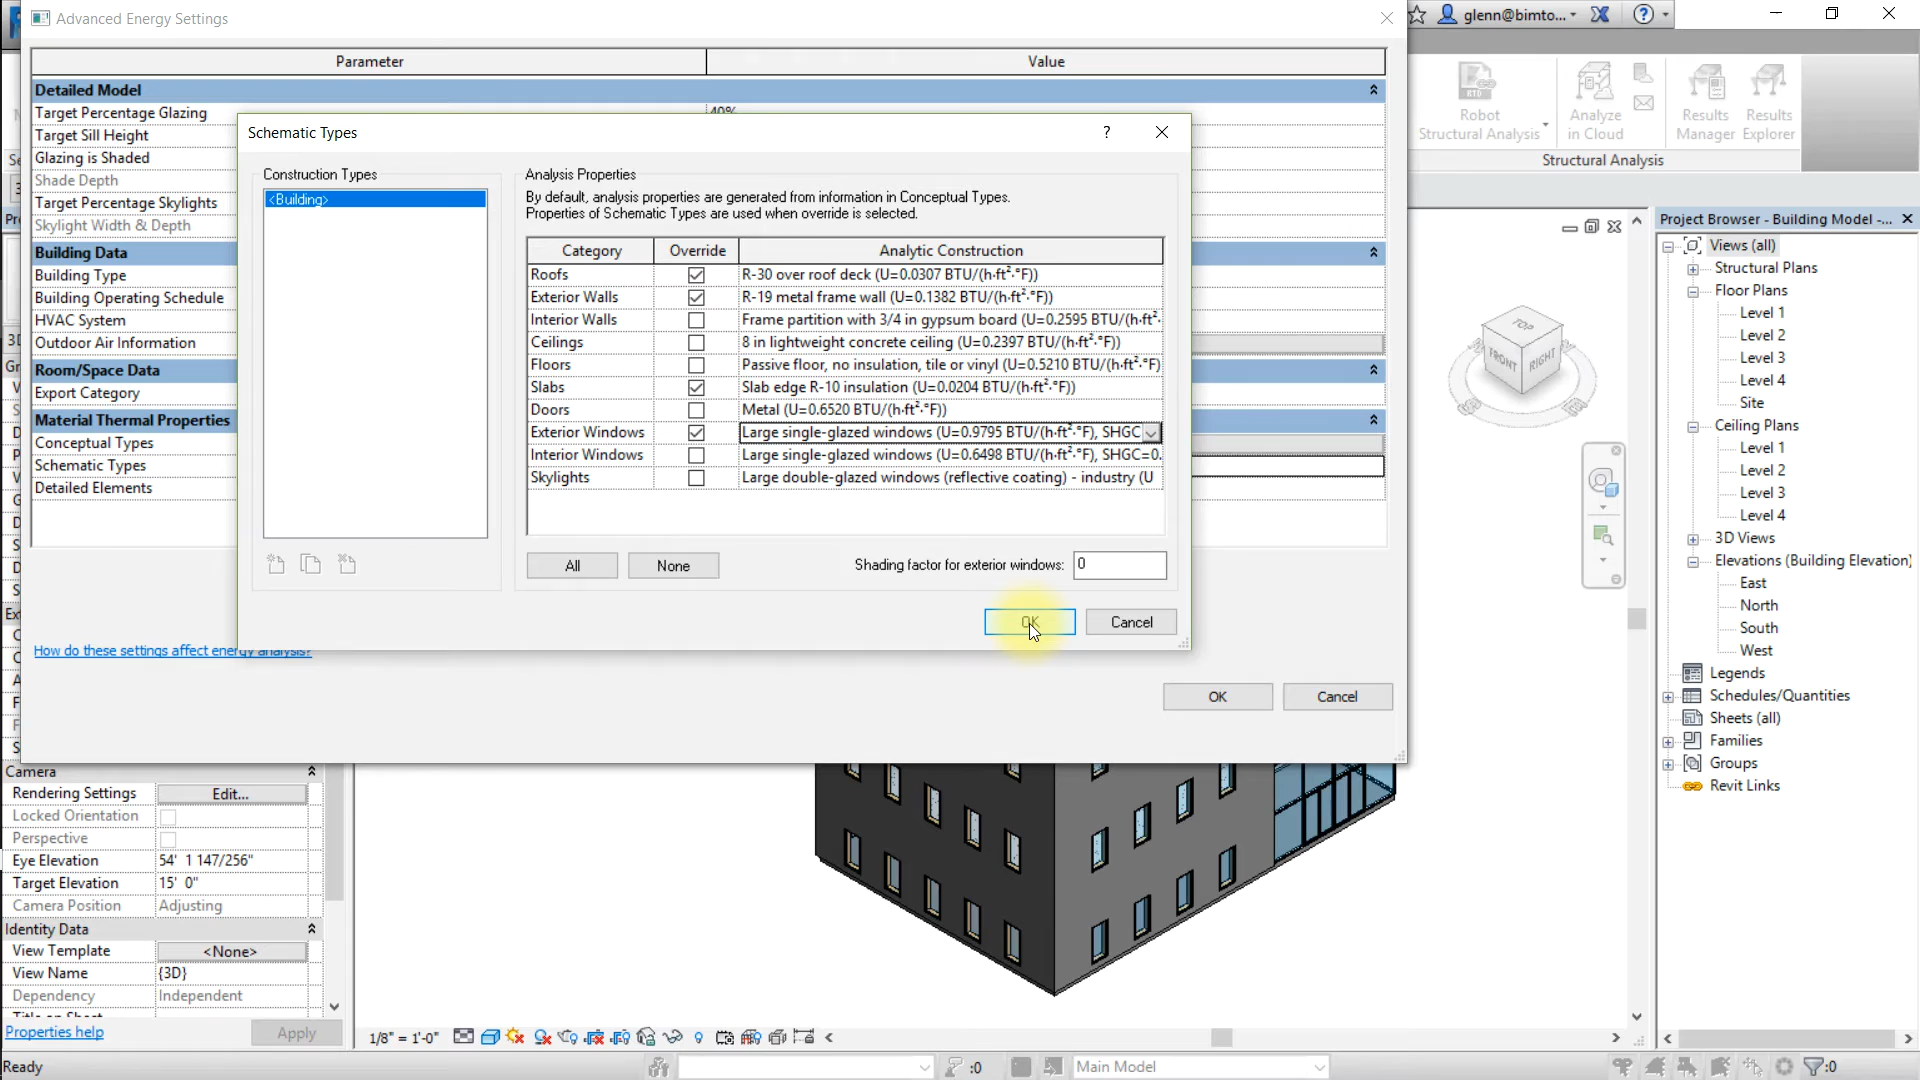 Advanced Energy Settings
glenn@bimto...
Parameter
Value
Detailed Model
Target Percentage Glazing
40%
Target Sill Height
Glazing is Shaded
Shade Depth
Target Percentage Skylights
Skylight Width & Depth
Building Data
Building Type
Building Operating Schedule
HVAC System
Outdoor Air Information
Room/Space Data
Export Category
Material Thermal Properties
Conceptual Types
Schematic Types
Detailed Elements
How do these settings affect energy analysis?
OK
Cancel
Schematic Types
?
Construction Types
<Building>
Analysis Properties
By default, analysis properties are generated from information in Conceptual Types.
Properties of Schematic Types are used when override is selected.
Category Override Analytic Construction
Roofs R-30 over roof deck (U=0.0307 BTU/(h·ft²·°F))
Exterior Walls R-19 metal frame wall (U=0.1382 BTU/(h·ft²·°F))
Interior Walls Frame partition with 3/4 in gypsum board (U=0.2595 BTU/(h·ft²·
Ceilings 8 in lightweight concrete ceiling (U=0.2397 BTU/(h·ft²·°F))
Floors Passive floor, no insulation, tile or vinyl (U=0.5210 BTU/(h·ft²·°F)
Slabs Slab edge R-10 insulation (U=0.0204 BTU/(h·ft²·°F))
Doors Metal (U=0.6520 BTU/(h·ft²·°F))
Exterior Windows Large single-glazed windows (U=0.9795 BTU/(h·ft²·°F), SHGC
Interior Windows Large single-glazed windows (U=0.6498 BTU/(h·ft²·°F), SHGC=0.
Skylights Large double-glazed windows (reflective coating) - industry (U
All
None
Shading factor for exterior windows: 0
OK
Cancel
Robot
Structural Analysis
Analyze
in Cloud
Results
Manager
Results
Explorer
Structural Analysis
TOP
FRONT
RIGHT
Project Browser - Building Model -...
Views (all)
Structural Plans
Floor Plans
Level 1
Level 2
Level 3
Level 4
Site
Ceiling Plans
Level 1
Level 2
Level 3
Level 4
3D Views
Elevations (Building Elevation)
East
North
South
West
Legends
Schedules/Quantities
Sheets (all)
Families
Groups
Revit Links
Camera
Rendering Settings Edit...
Locked Orientation
Perspective
Eye Elevation 54' 1 147/256"
Target Elevation 15' 0"
Camera Position Adjusting
Identity Data
View Template <None>
View Name {3D}
Dependency Independent
Properties help
Apply
1/8" = 1'-0"
Ready
:0
Main Model
:0